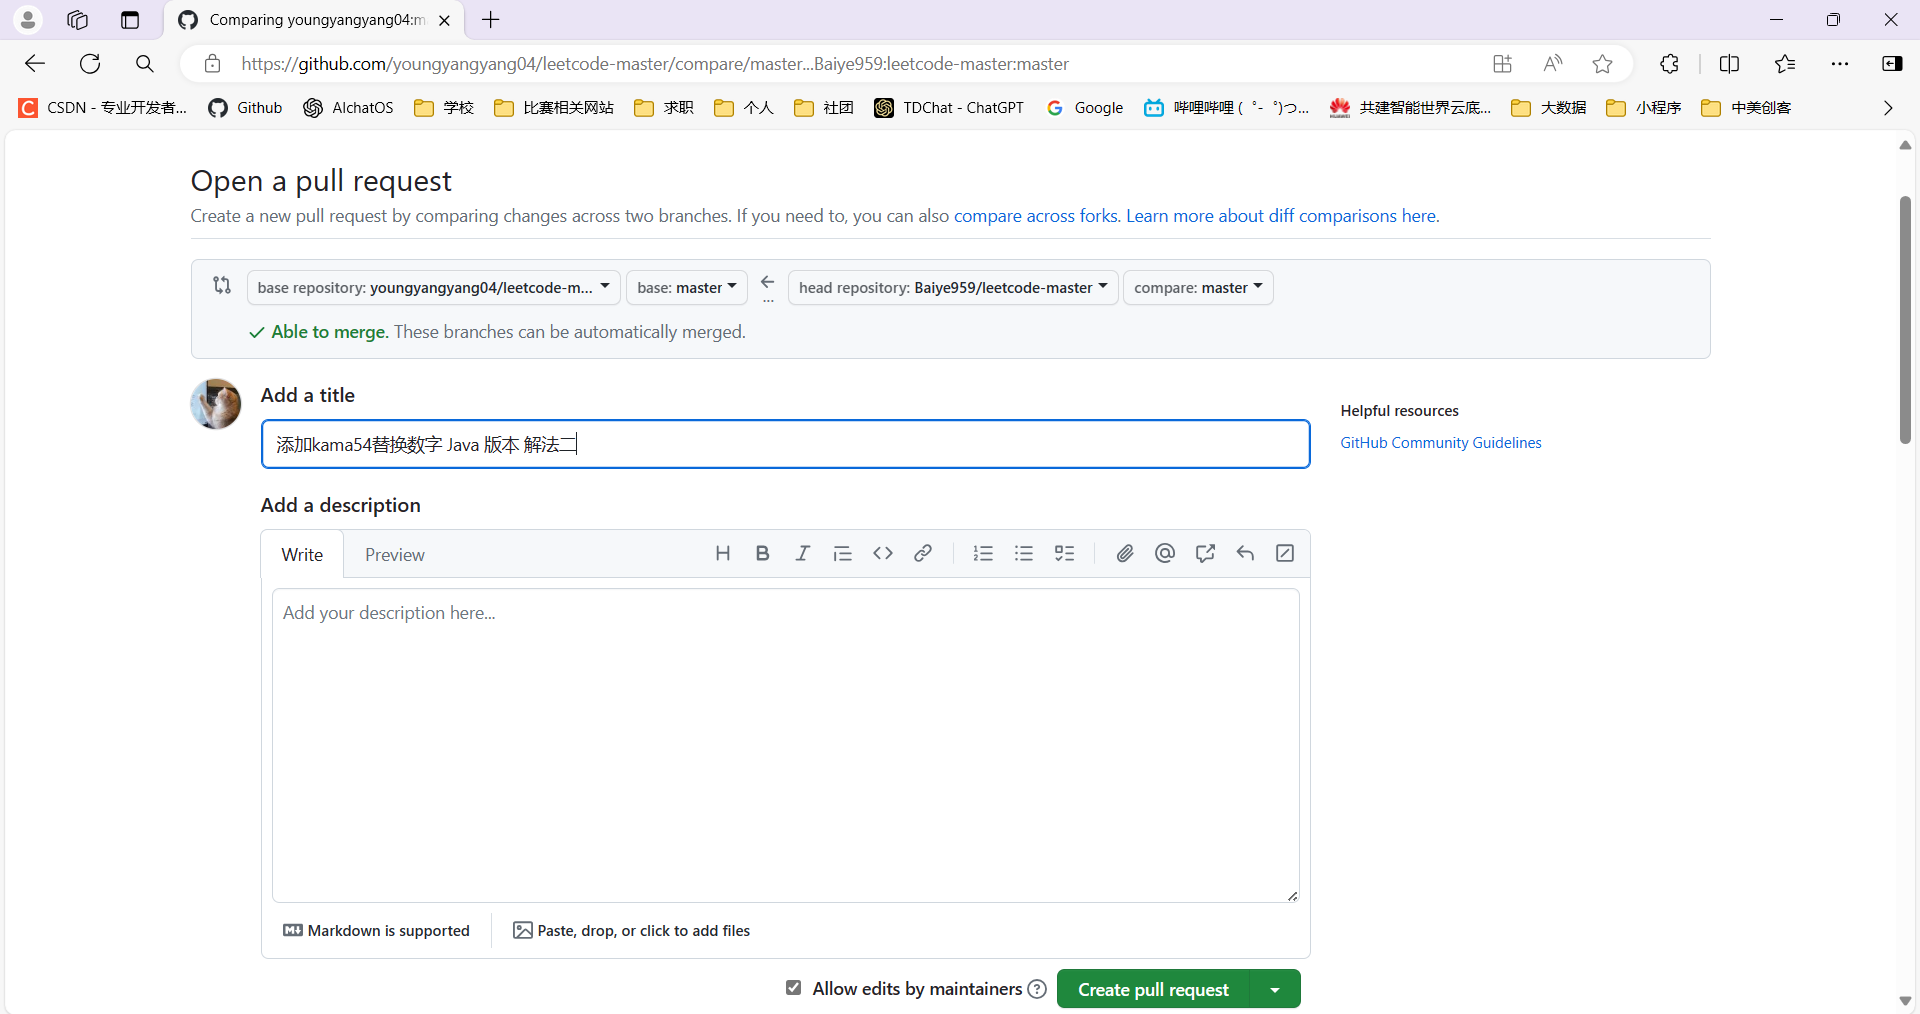 Comparing youngyangyang04:m
https://github.com/youngyangyang04/leetcode-master/compare/master...Baiye959:leetcode-master:master
CSDN - 专业开发者... Github AIchatOS 学校 比赛相关网站 求职 个人 社团 TDChat - ChatGPT Google 哔哩哔哩 ( ゜- ゜)つ... 共建智能世界云底... 大数据 小程序 中美创客
Open a pull request
Create a new pull request by comparing changes across two branches. If you need to, you can also compare across forks. Learn more about diff comparisons here.
base repository: youngyangyang04/leetcode-m... base: master ... head repository: Baiye959/leetcode-master compare: master
Able to merge. These branches can be automatically merged.
Add a title
添加kama54替换数字 Java 版本 解法二
Helpful resources
GitHub Community Guidelines
Add a description
Write Preview
Add your description here...
Markdown is supported Paste, drop, or click to add files
Allow edits by maintainers Create pull request